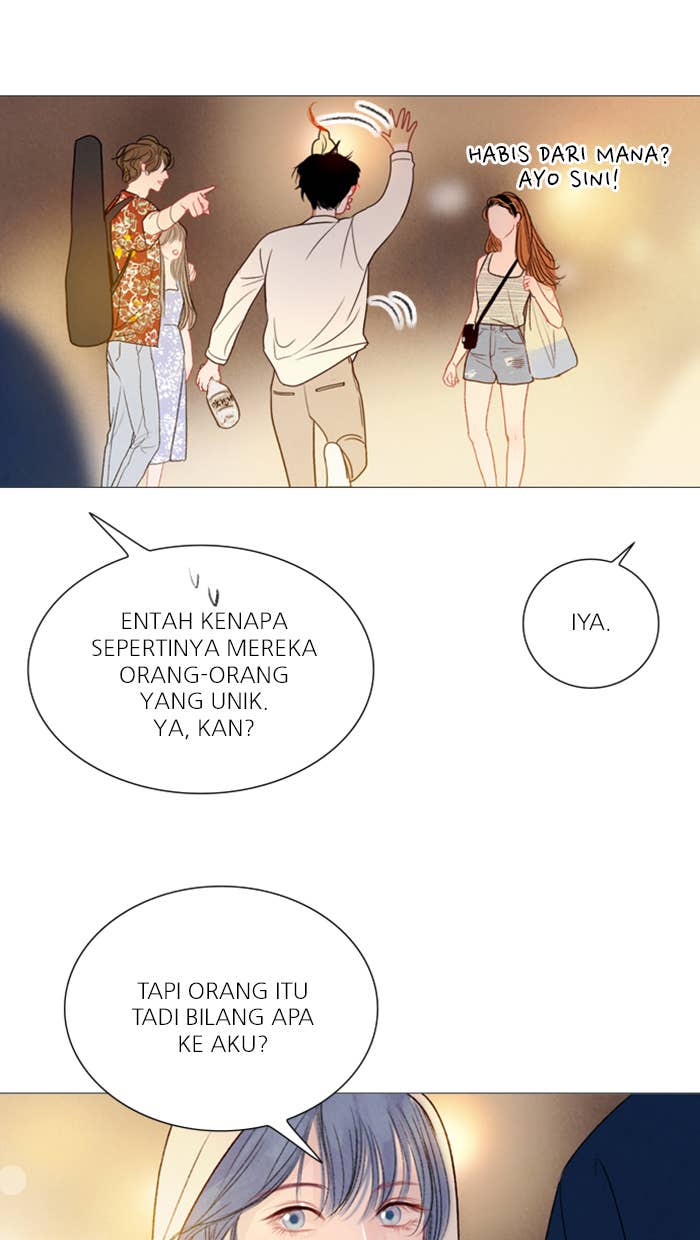 HABIS DARI MANA?
AYO SINI!
ENTAH KENAPA
SEPERTINYA MEREKA
ORANG-ORANG
YANG UNIK.
YA, KAN?
IYA.
TAPI ORANG ITU
TADI BILANG APA
KE AKU?